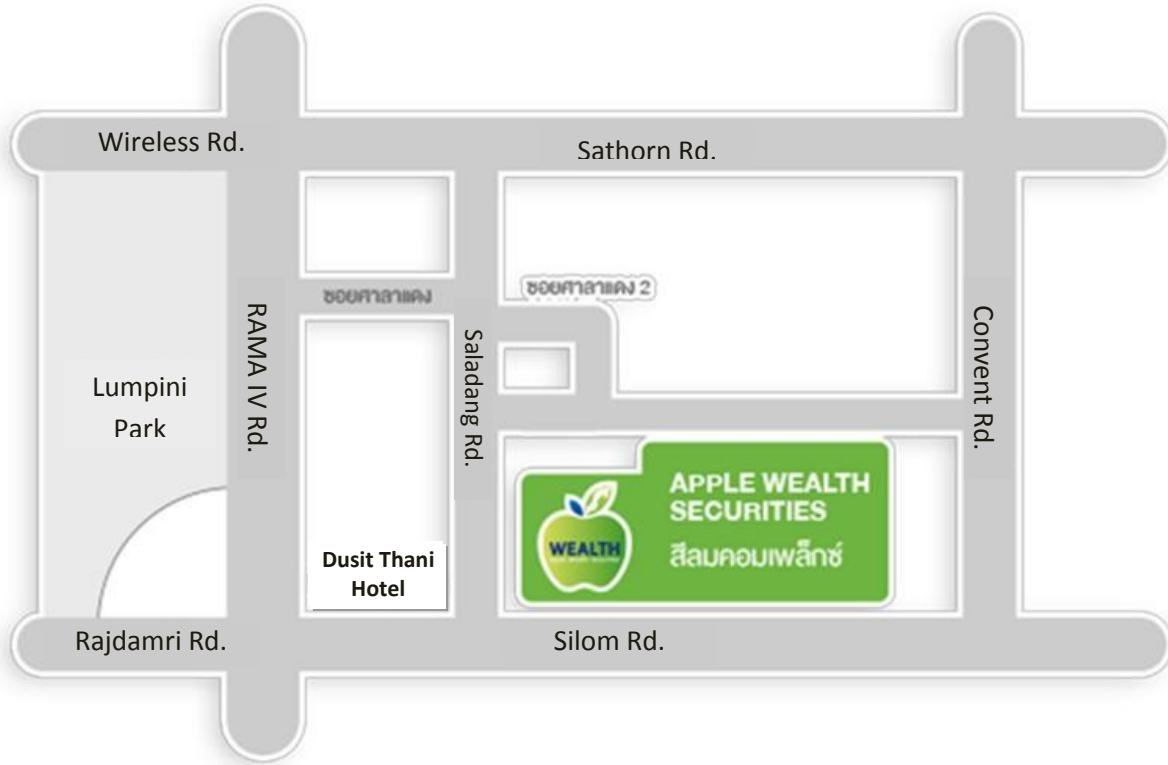 Wireless Rd.
Sathorn Rd.
ซอยศาลาแดง
ซอยศาลาแดง 2
RAMA IV Rd.
Saladang Rd.
Convent Rd.
Lumpini
Park
APPLE WEALTH
SECURITIES
สีลมคอมเพล็กซ์
WEALTH
Dusit Thani
Hotel
Rajdamri Rd.
Silom Rd.